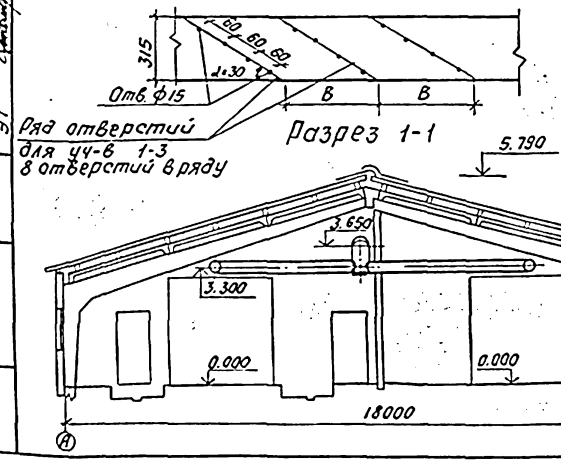 60
60
60
315
α=30
Отв. ф15
В В
Ряд отверстий
для уч-в 1-3
8 отверстий в ряду
Разрез 1-1
5.790
3.650
3.300
0.000 0.000
18000
А